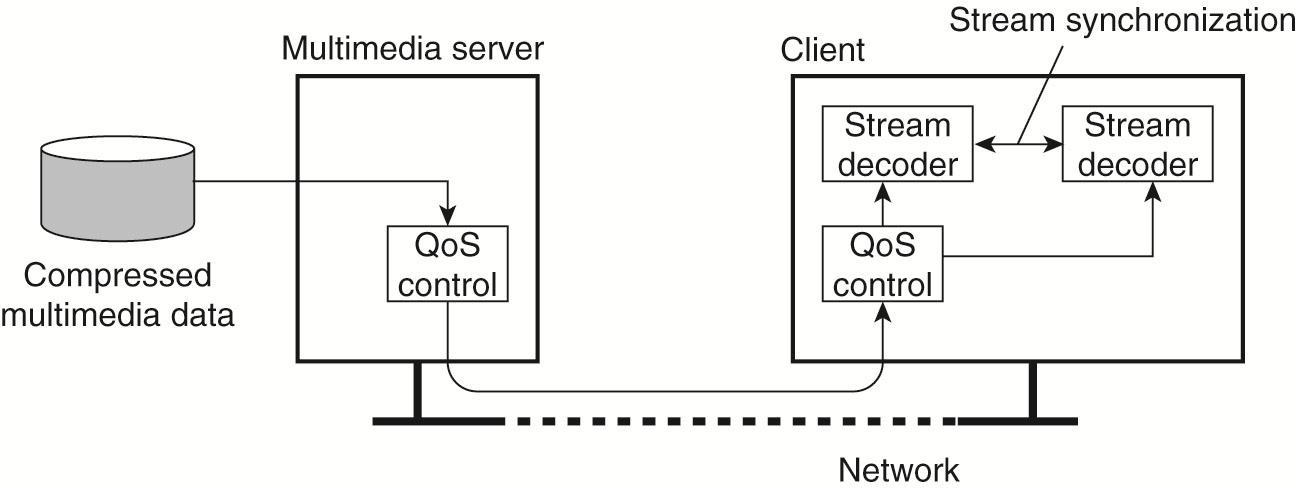 Stream synchronization
Multimedia server
Client
Stream
decoder
Stream
decoder
QoS
control
QoS
control
Compressed
multimedia data
Network